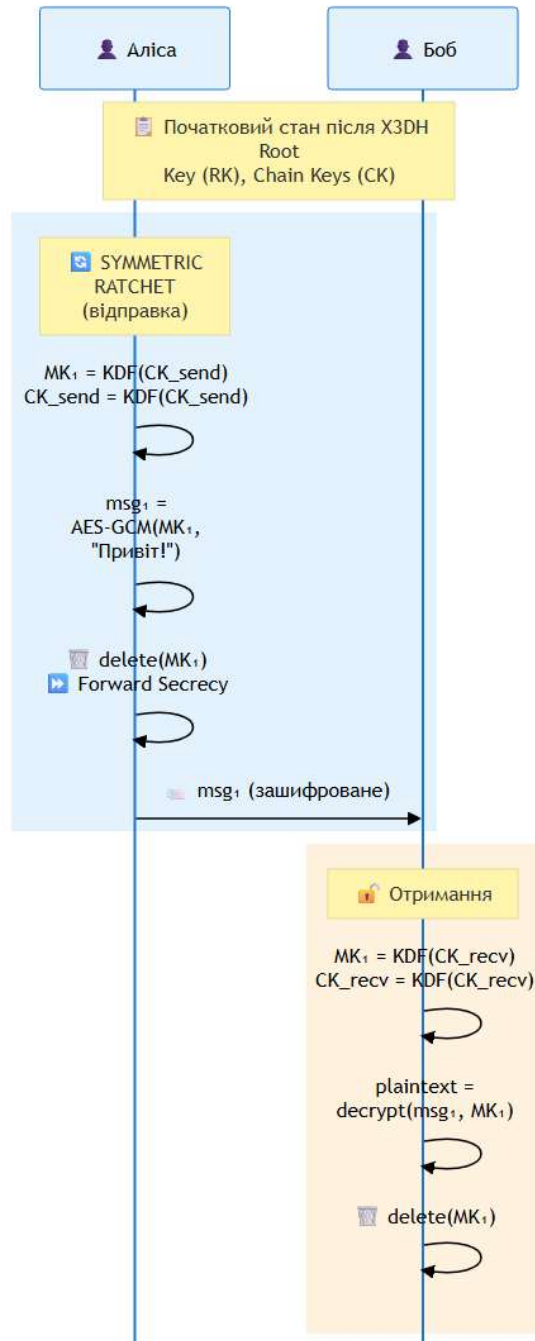 Аліса
Боб
Початковий стан після X3DH
Root
Key (RK), Chain Keys (CK)
SYMMETRIC
RATCHET
(відправка)
MK₁ = KDF(CK_send)
CK_send = KDF(CK_send)
msg₁ =
AES-GCM(MK₁,
"Привіт!")
delete(MK₁)
Forward Secrecy
msg₁ (зашифроване)
Отримання
MK₁ = KDF(CK_recv)
CK_recv = KDF(CK_recv)
plaintext =
decrypt(msg₁, MK₁)
delete(MK₁)